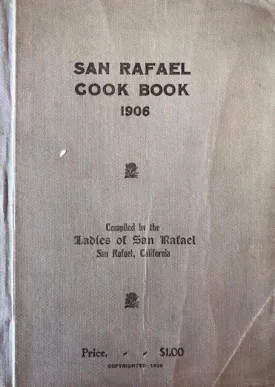 SAN RAFAEL
COOK BOOK
1906
Compiled by the
Ladies of San Rafael
San Rafael, California
Price, - - $1.00
COPYRIGHTED 1906